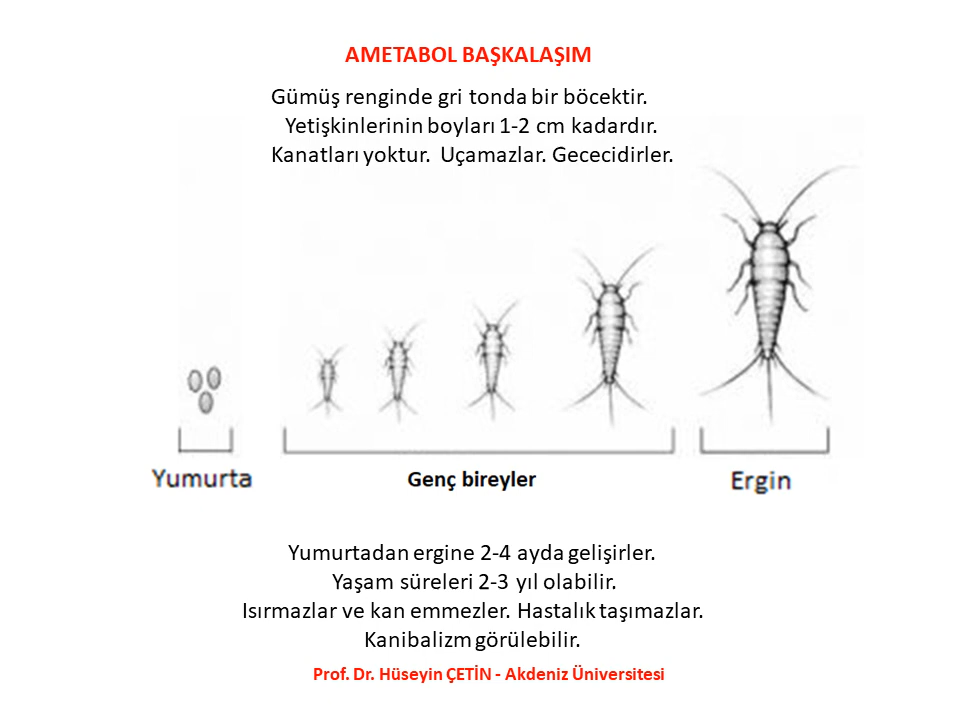 AMETABOL BAŞKALAŞIM
Gümüş renginde gri tonda bir böcektir.
Yetişkinlerinin boyları 1-2 cm kadardır.
Kanatları yoktur. Uçamazlar. Gececidirler.
Yumurta
Genç bireyler
Ergin
Yumurtadan ergine 2-4 ayda gelişirler.
Yaşam süreleri 2-3 yıl olabilir.
Isırmazlar ve kan emmezler. Hastalık taşımazlar.
Kanibalizm görülebilir.
Prof. Dr. Hüseyin ÇETİN - Akdeniz Üniversitesi